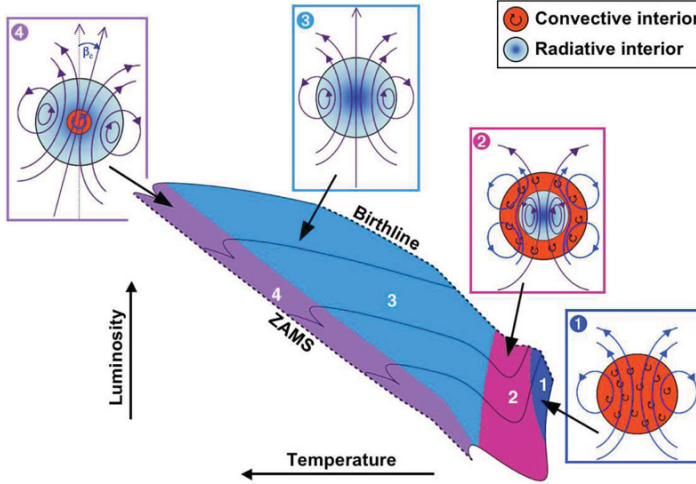 4
βc
3
Convective interior
Radiative interior
2
Birthline
1
4
3
2
1
ZAMS
Luminosity
Temperature